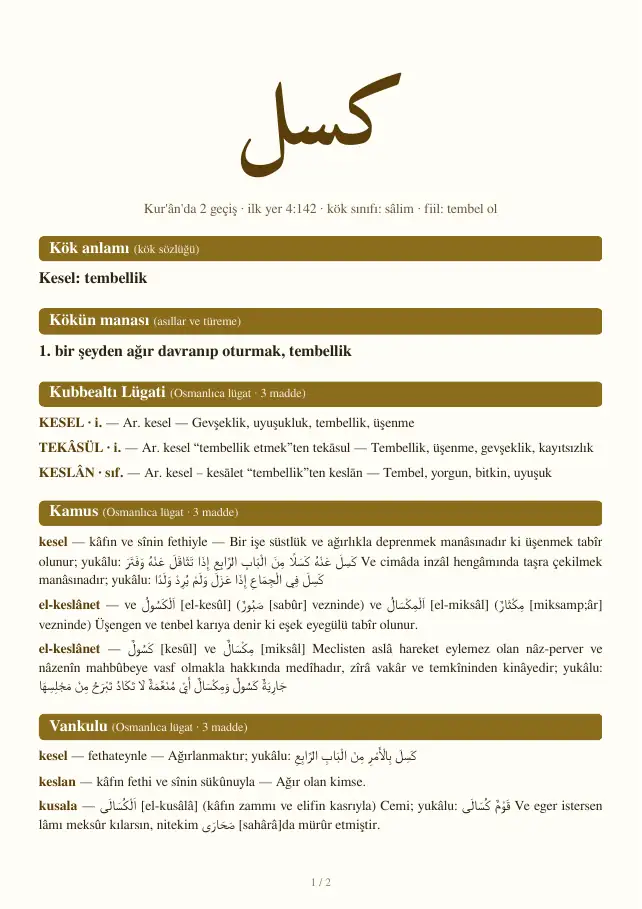 كسل
Kur'ân'da 2 geçiş · ilk yer 4:142 · kök sınıfı: sâlim · fiil: tembel ol
Kök anlamı (kök sözlüğü)
Kesel: tembellik
Kökün manası (asıllar ve türeme)
1. bir şeyden ağır davranıp oturmak, tembellik
Kubbealtı Lügati (Osmanlıca lügat · 3 madde)
KESEL · i. — Ar. kesel — Gevşeklik, uyuşukluk, tembellik, üşenme
TEKÂSÜL · i. — Ar. kesel “tembellik etmek”ten tekāsul — Tembellik, üşenme, gevşeklik, kayıtsızlık
KESLÂN · sıf. — Ar. kesel – kesālet “tembellik”ten keslān — Tembel, yorgun, bitkin, uyuşuk
Kamus (Osmanlıca lügat · 3 madde)
kesel — kâfın ve sînin fethiyle — Bir işe süstlük ve ağırlıkla deprenmek manâsınadır ki üşenmek tabîr
olunur; yukâlu: كَسِلَ عَنْهُ كَسَلًا مِنَ الْبَابِ الرَّابِعِ إِذَا تَثَاقَلَ عَنْهُ وَفَتَرَ Ve cimâda inzâl hengâmında taşra çekilmek
manâsınadır; yukâlu: كَسِلَ فِي الْجِمَاعِ إِذَا عَزَلَ وَلَمْ يُرِدْ وَلَدًا
el-keslânet — ve اَلْكَسُولُ [el-kesûl] (صَبُورٌ [sabûr] vezninde) ve اَلْمِكْسَالُ [el-miksâl] (مِكْثَارٌ [miksamp;âr]
vezninde) Üşengen ve tenbel karıya denir ki eşek eyegülü tabîr olunur.
el-keslânet — كَسُولٌ [kesûl] ve مِكْسَالٌ [miksâl] Meclisten aslâ hareket eylemez olan nâz-perver ve
nâzenîn mahbûbeye vasf olmakla hakkında medîhadır, zîrâ vakâr ve temkîninden kinâyedir; yukâlu:
جَارِيَةٌ كَسُولٌ وَمِكْسَالٌ أَيْ مُنَعَّمَةٌ لَا تَكَادُ تَبْرَحُ مِنْ مَجْلِسِهَا
Vankulu (Osmanlıca lügat · 3 madde)
kesel — fethateynle — Ağırlanmaktır; yukâlu: كَسِلَ بِالْأَمْرِ مِنَ الْبَابِ الرَّابِعِ
keslan — kâfın fethi ve sînin sükûnuyla — Ağır olan kimse.
kusala — اَلْكُسَالَى [el-kusâlâ] (kâfın zammı ve elifin kasrıyla) Cemi; yukâlu: قَوْمٌ كُسَالَى Ve eger istersen
lâmı meksûr kılarsın, nitekim صَحَارَى [sahârâ]da mürûr etmiştir.
1 / 2